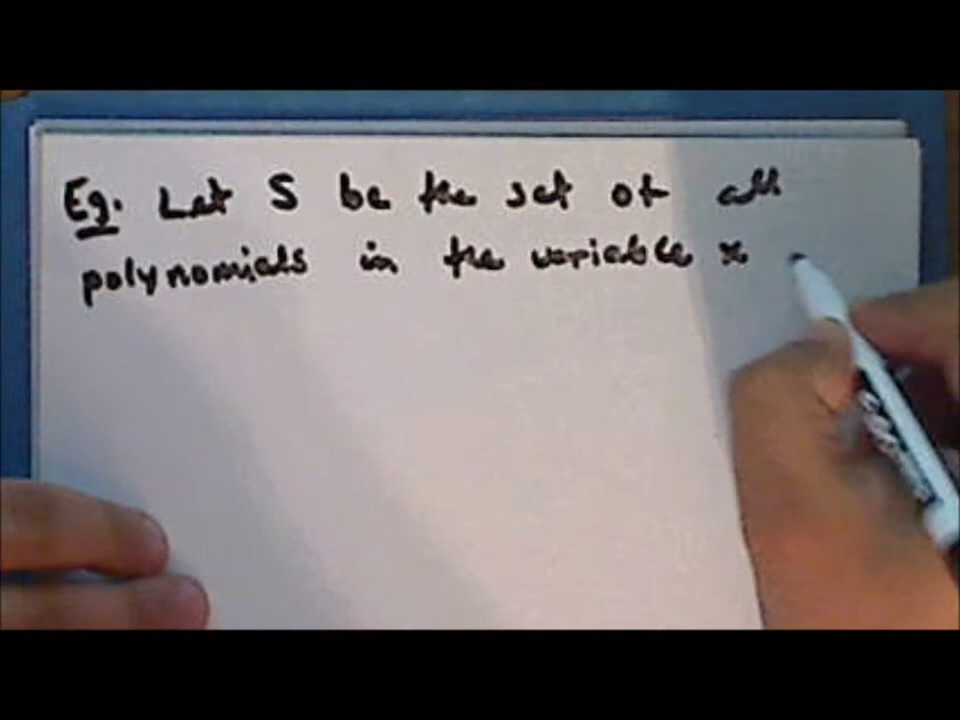 Eg. Let S be the set of all
polynomials in the variable x